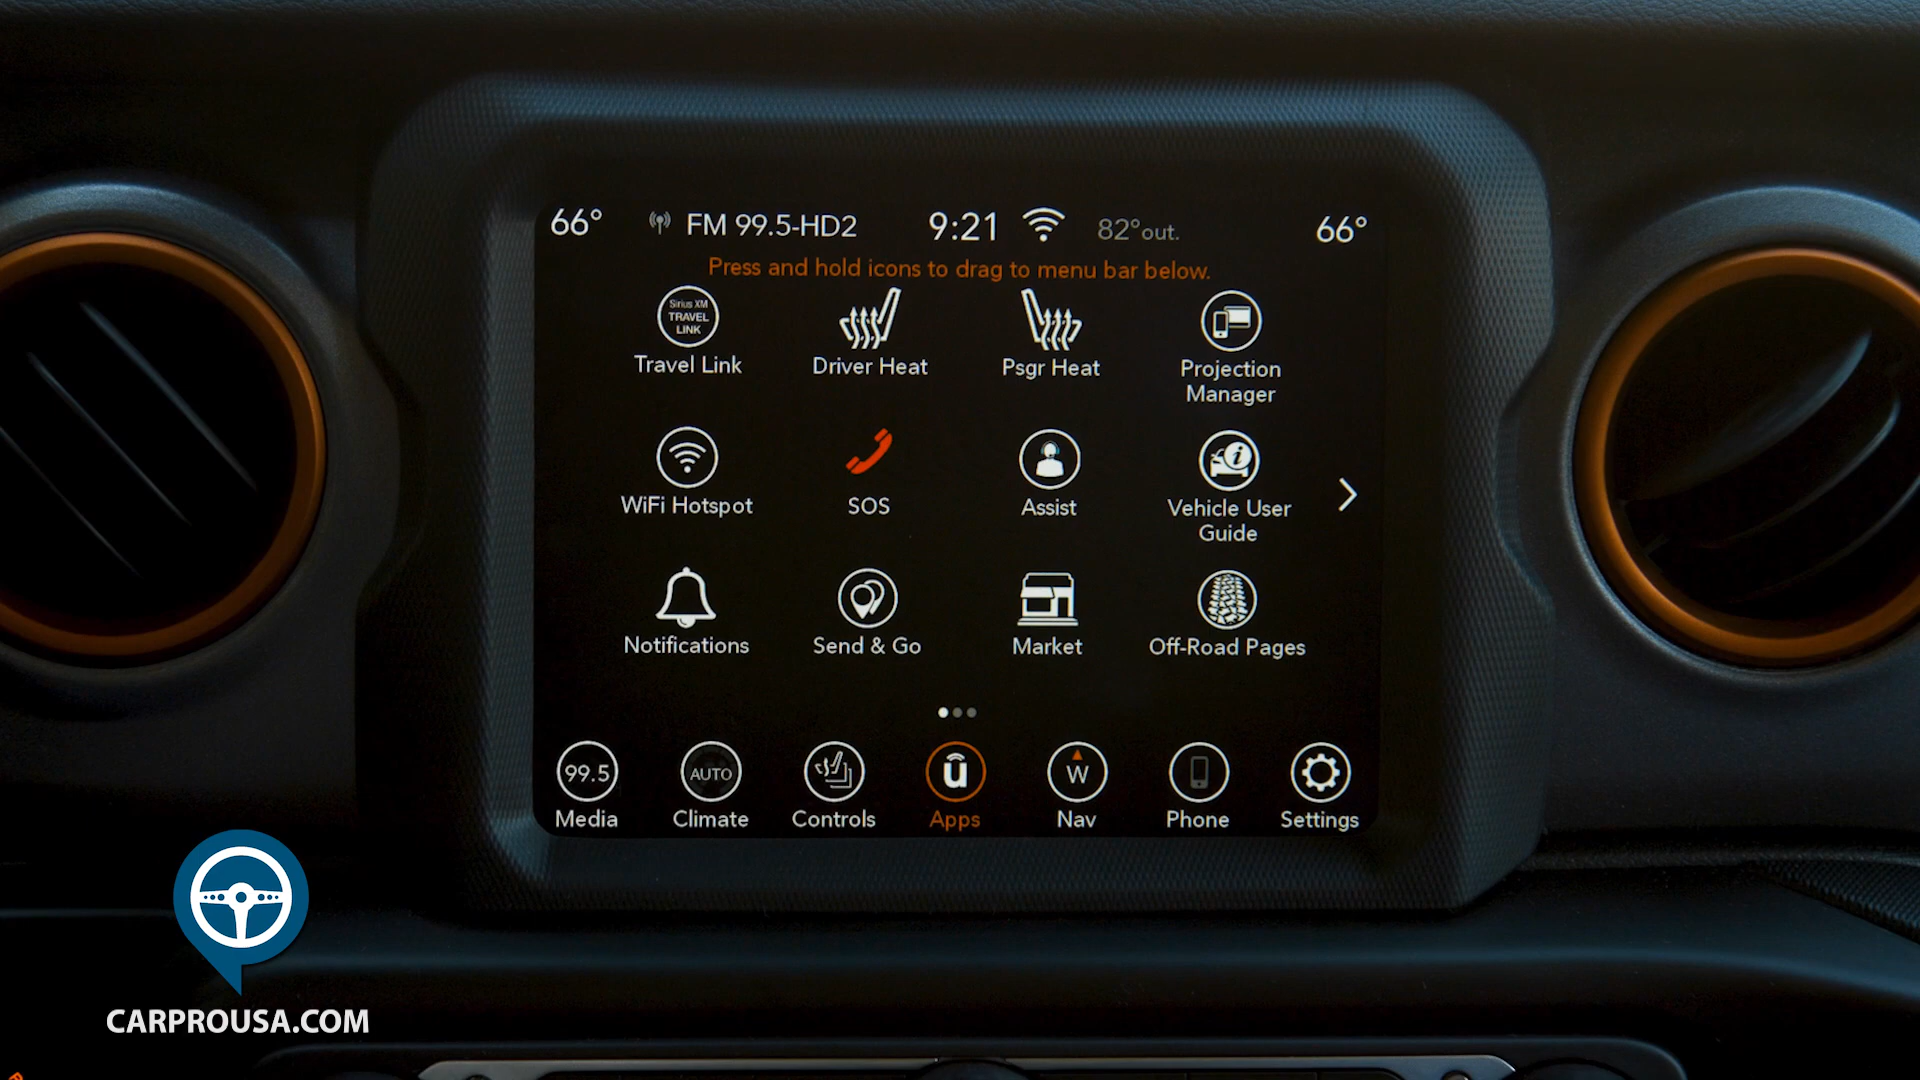 66° FM 99.5-HD2 9:21 82°out. 66°
Press and hold icons to drag to menu bar below.
Sirius XM
TRAVEL
LINK
Travel Link
Driver Heat
Psgr Heat
Projection
Manager
WiFi Hotspot
SOS
Assist
i
Vehicle User
Guide
Notifications
Send & Go
Market
Off-Road Pages
99.5
Media
AUTO
Climate
Controls
û
Apps
W
Nav
Phone
Settings
CARPROUSA.COM